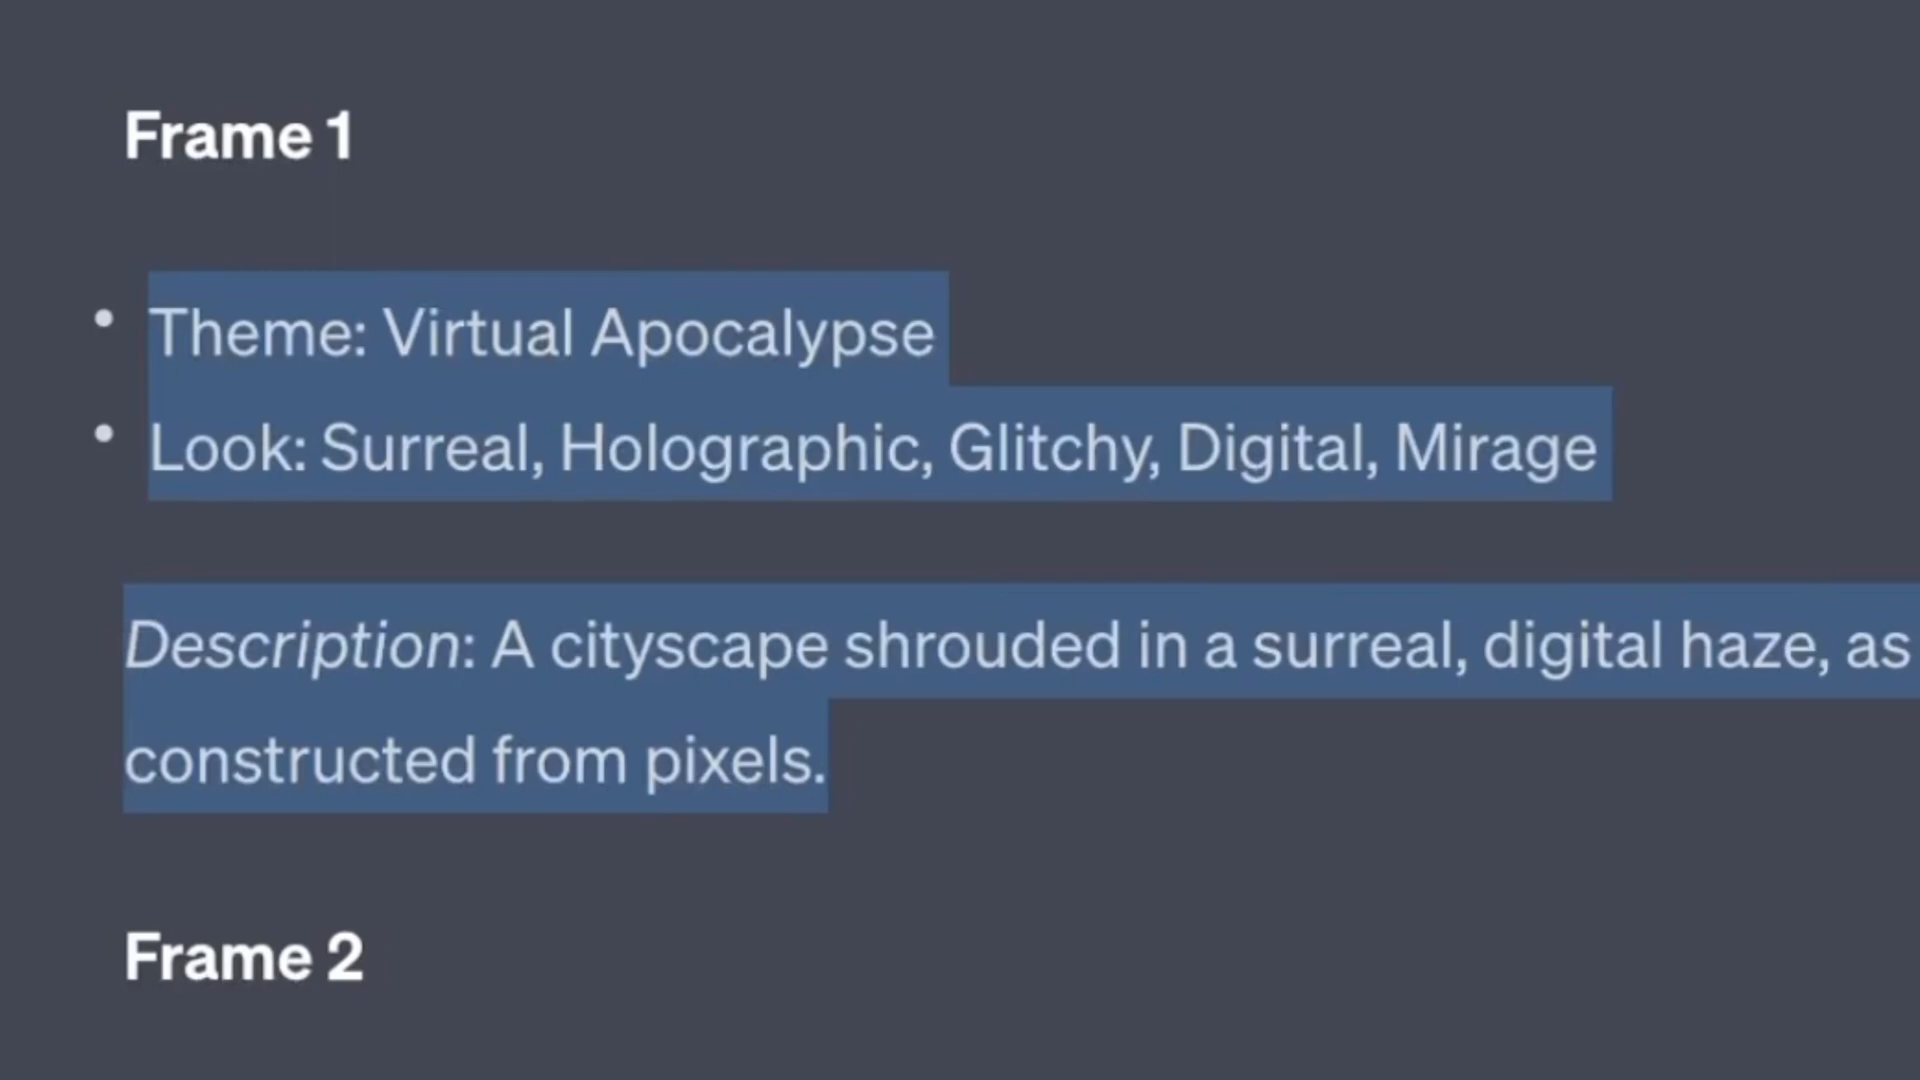 Frame 1
• Theme: Virtual Apocalypse
• Look: Surreal, Holographic, Glitchy, Digital, Mirage
Description: A cityscape shrouded in a surreal, digital haze, as
constructed from pixels.
Frame 2